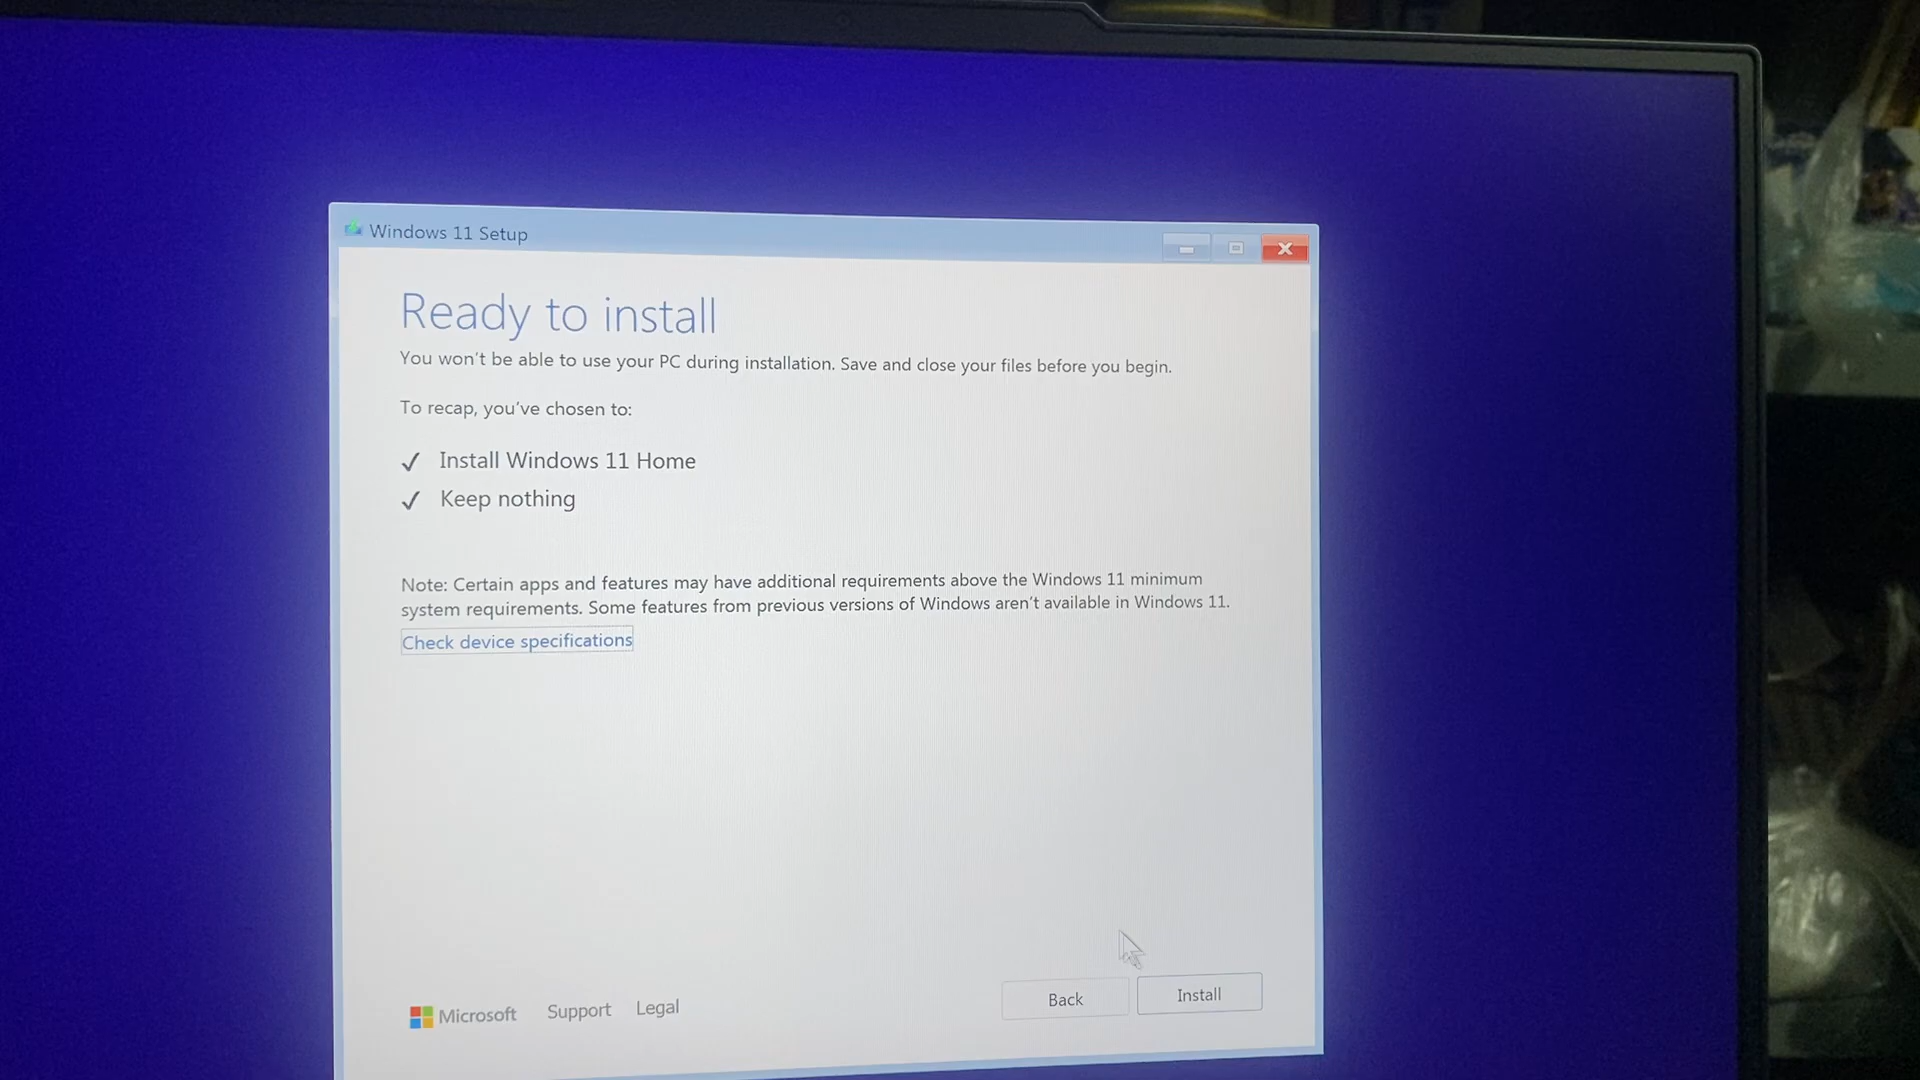 Windows 11 Setup
Ready to install
You won't be able to use your PC during installation. Save and close your files before you begin.
To recap, you've chosen to:
Install Windows 11 Home
Keep nothing
Note: Certain apps and features may have additional requirements above the Windows 11 minimum
system requirements. Some features from previous versions of Windows aren't available in Windows 11.
Check device specifications
Microsoft Support Legal
Back Install